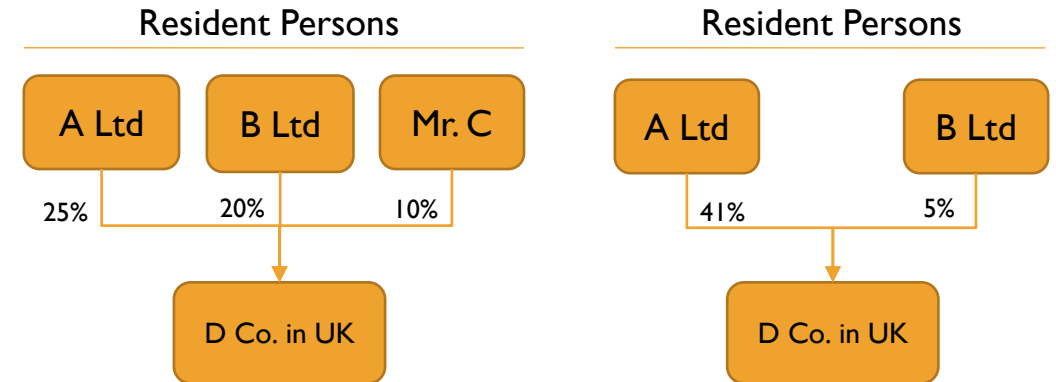 Resident Persons
A Ltd
B Ltd
Mr. C
25%
20%
10%
D Co. in UK
Resident Persons
A Ltd
B Ltd
41%
5%
D Co. in UK